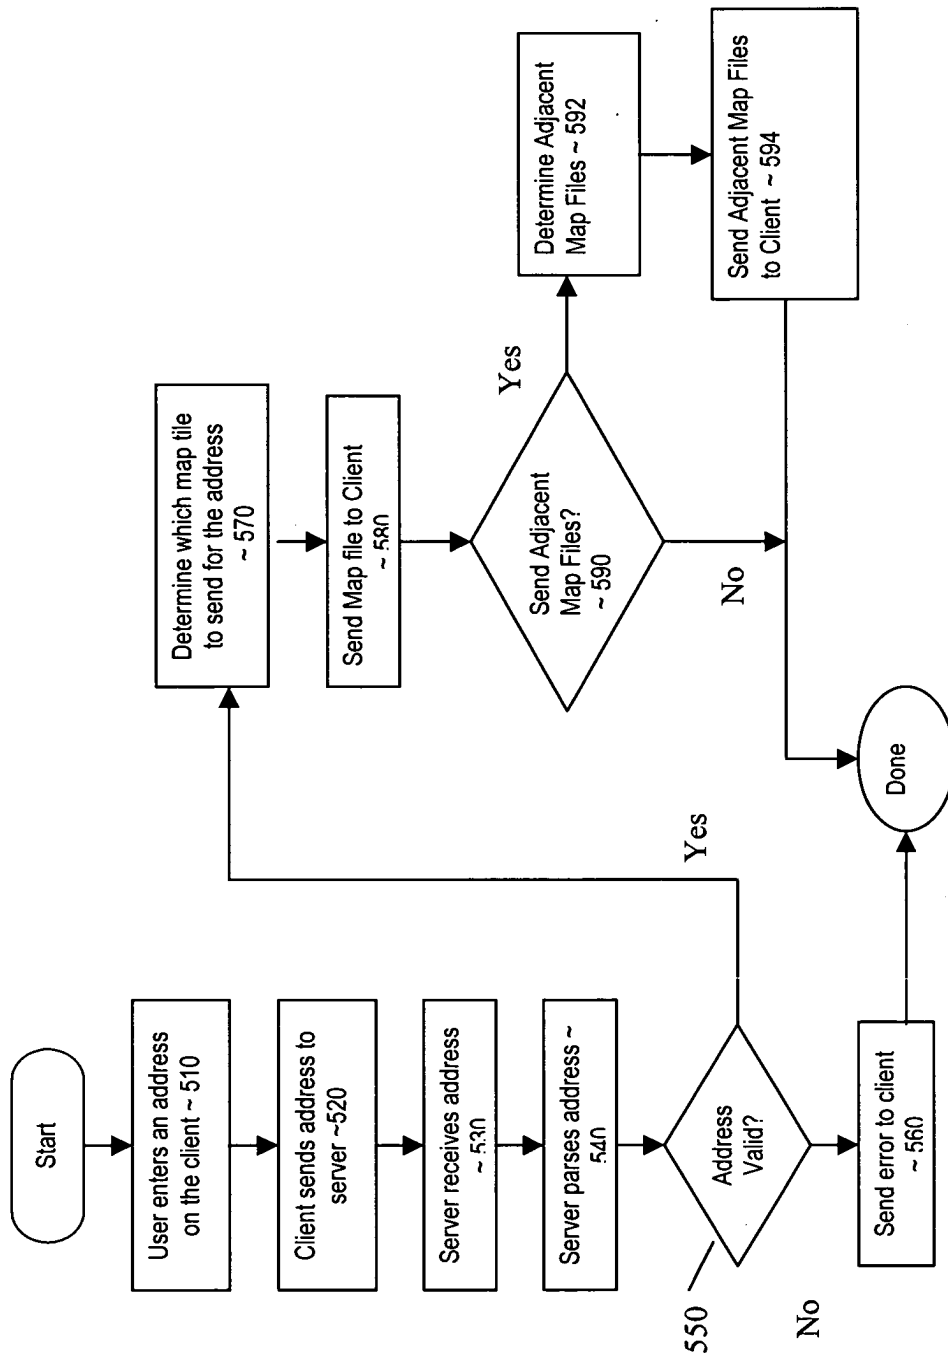 Start
User enters an address
on the client ~ 510
Client sends address to
server ~520
Server receives address
~ 530
Server parses address ~
540
Address
Valid?
550
No
Send error to client
~ 560
Yes
Determine which map tile
to send for the address
~ 570
Send Map file to Client
~ 580
Send Adjacent
Map Files?
~ 590
Yes
Determine Adjacent
Map Files ~ 592
Send Adjacent Map Files
to Client ~ 594
No
Done